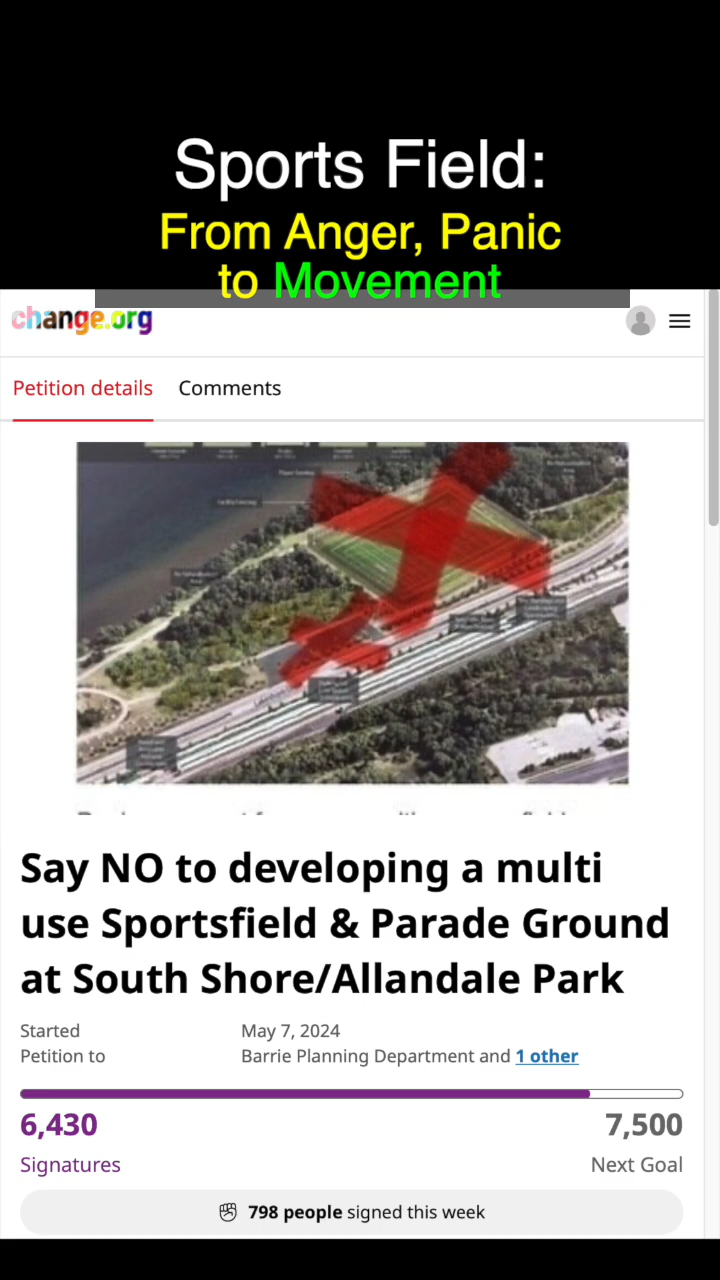 Sports Field:
From Anger, Panic
to Movement
change.org
Petition details
Comments
Say NO to developing a multi
use Sportsfield & Parade Ground
at South Shore/Allandale Park
Started May 7, 2024
Petition to Barrie Planning Department and 1 other
6,430 7,500
Signatures Next Goal
798 people signed this week